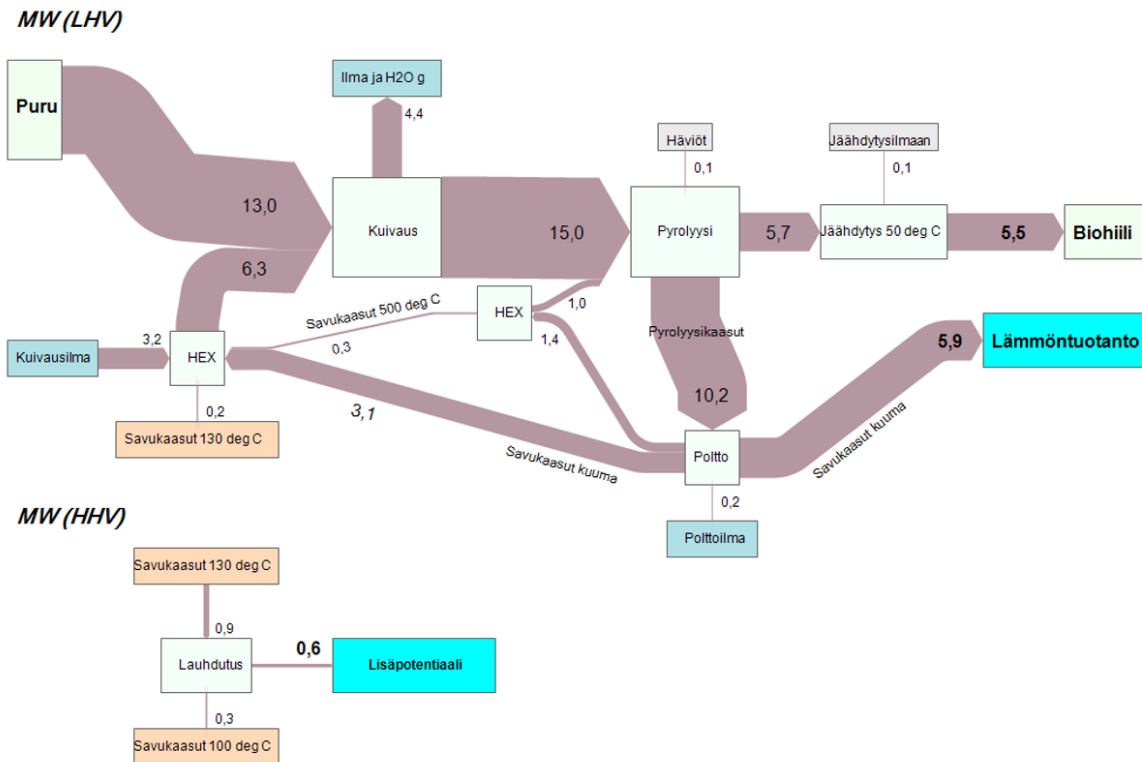 MW (LHV)
Puru
Ilma ja H2O g
4,4
Häviöt
0,1
Jäähdytysilmaan
0,1
13,0
Kuivaus
15,0
Pyrolyysi
5,7
Jäähdytys 50 deg C
5,5
Biohiili
6,3
Savukaasut 500 deg C
0,3
HEX
1,0
1,4
Pyrolyysikaasut
10,2
Kuivausilma
3,2
HEX
0,2
Savukaasut 130 deg C
3,1
Savukaasut kuuma
Poltto
0,2
Polttoilma
Savukaasut kuuma
5,9
Lämmöntuotanto
MW (HHV)
Savukaasut 130 deg C
0,9
Lauhdutus
0,6
Lisäpotentiaali
0,3
Savukaasut 100 deg C